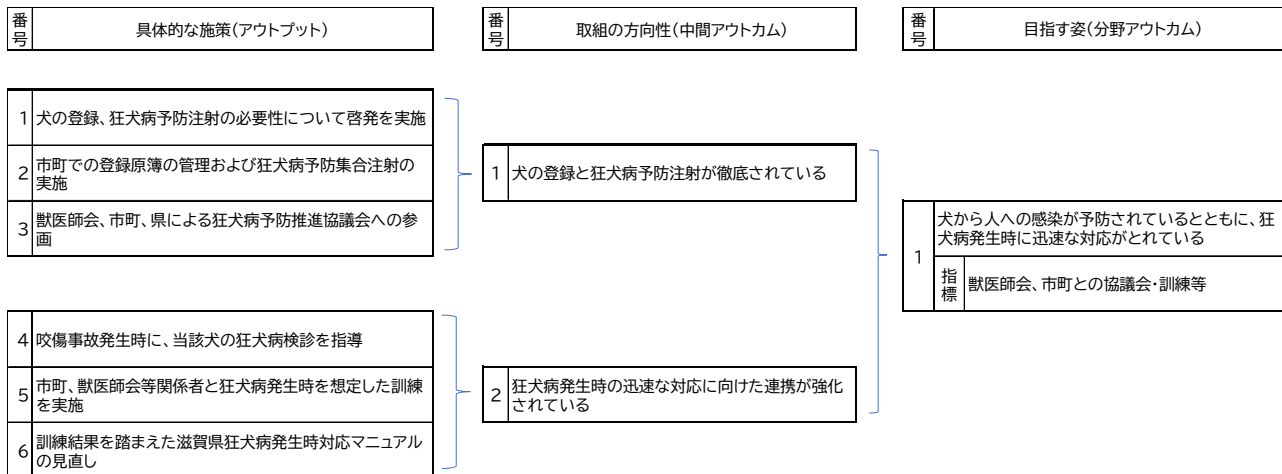 番号
具体的な施策(アウトプット)
番号
取組の方向性(中間アウトカム)
番号
目指す姿(分野アウトカム)
1
犬の登録、狂犬病予防注射の必要性について啓発を実施
2
市町での登録原簿の管理および狂犬病予防集合注射の
実施
3
獣医師会、市町、県による狂犬病予防推進協議会への参
画
1
犬の登録と狂犬病予防注射が徹底されている
1
犬から人への感染が予防されているとともに、狂
犬病発生時に迅速な対応がとれている
指標
獣医師会、市町との協議会・訓練等
4
咬傷事故発生時に、当該犬の狂犬病検診を指導
5
市町、獣医師会等関係者と狂犬病発生時を想定した訓練
を実施
6
訓練結果を踏まえた滋賀県狂犬病発生時対応マニュアル
の見直し
2
狂犬病発生時の迅速な対応に向けた連携が強化
されている